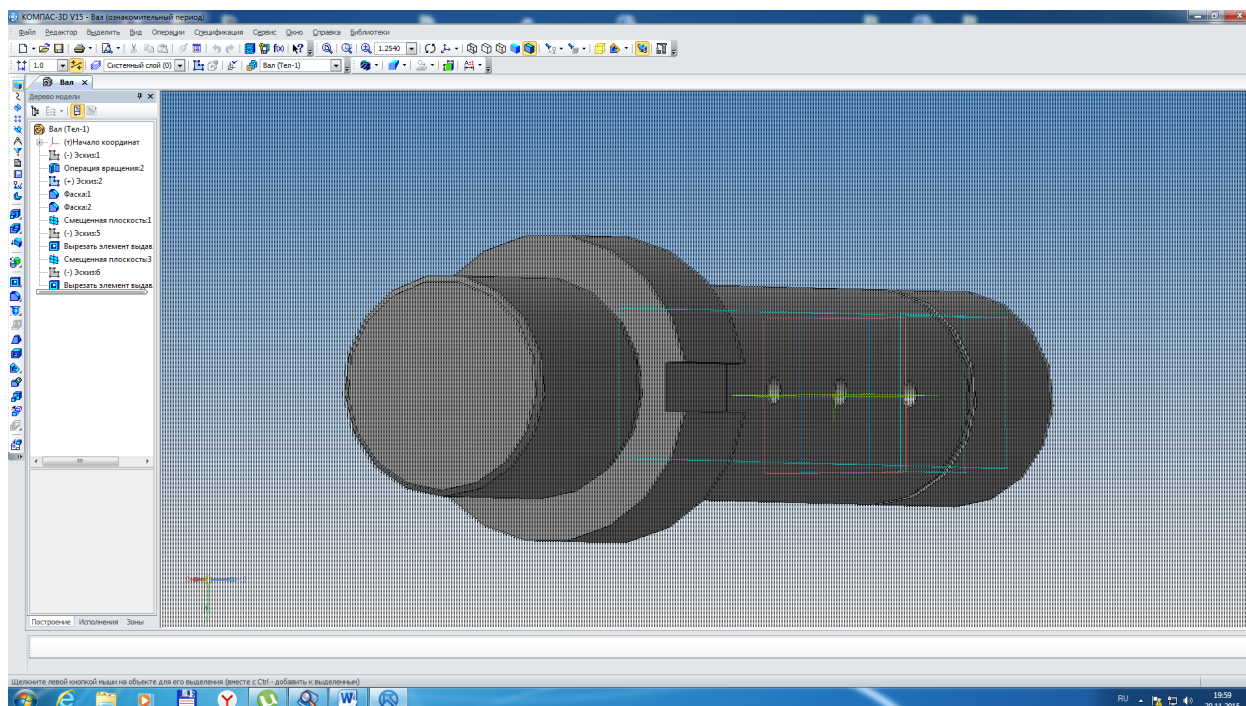 КОМПАС-3D V15 - Вал (ознакомительный период)
Файл Редактор Выделить Вид Операции Спецификация Сервис Окно Справка Библиотеки
1.2540
1.0 Системный слой (0) Вал (Тел-1)
Вал
Дерево модели
Вал (Тел-1)
(т)Начало координат
(-) Эскиз:1
Операция вращения:2
(+) Эскиз:2
Фаска:1
Фаска:2
Смещенная плоскость:1
(-) Эскиз:5
Вырезать элемент выдав
Смещенная плоскость:3
(-) Эскиз:6
Вырезать элемент выдав
Построение Исполнения Зоны
Щелкните левой кнопкой мыши на объекте для его выделения (вместе с Ctrl - добавить к выделенным)
RU 19:59
20.11.2015